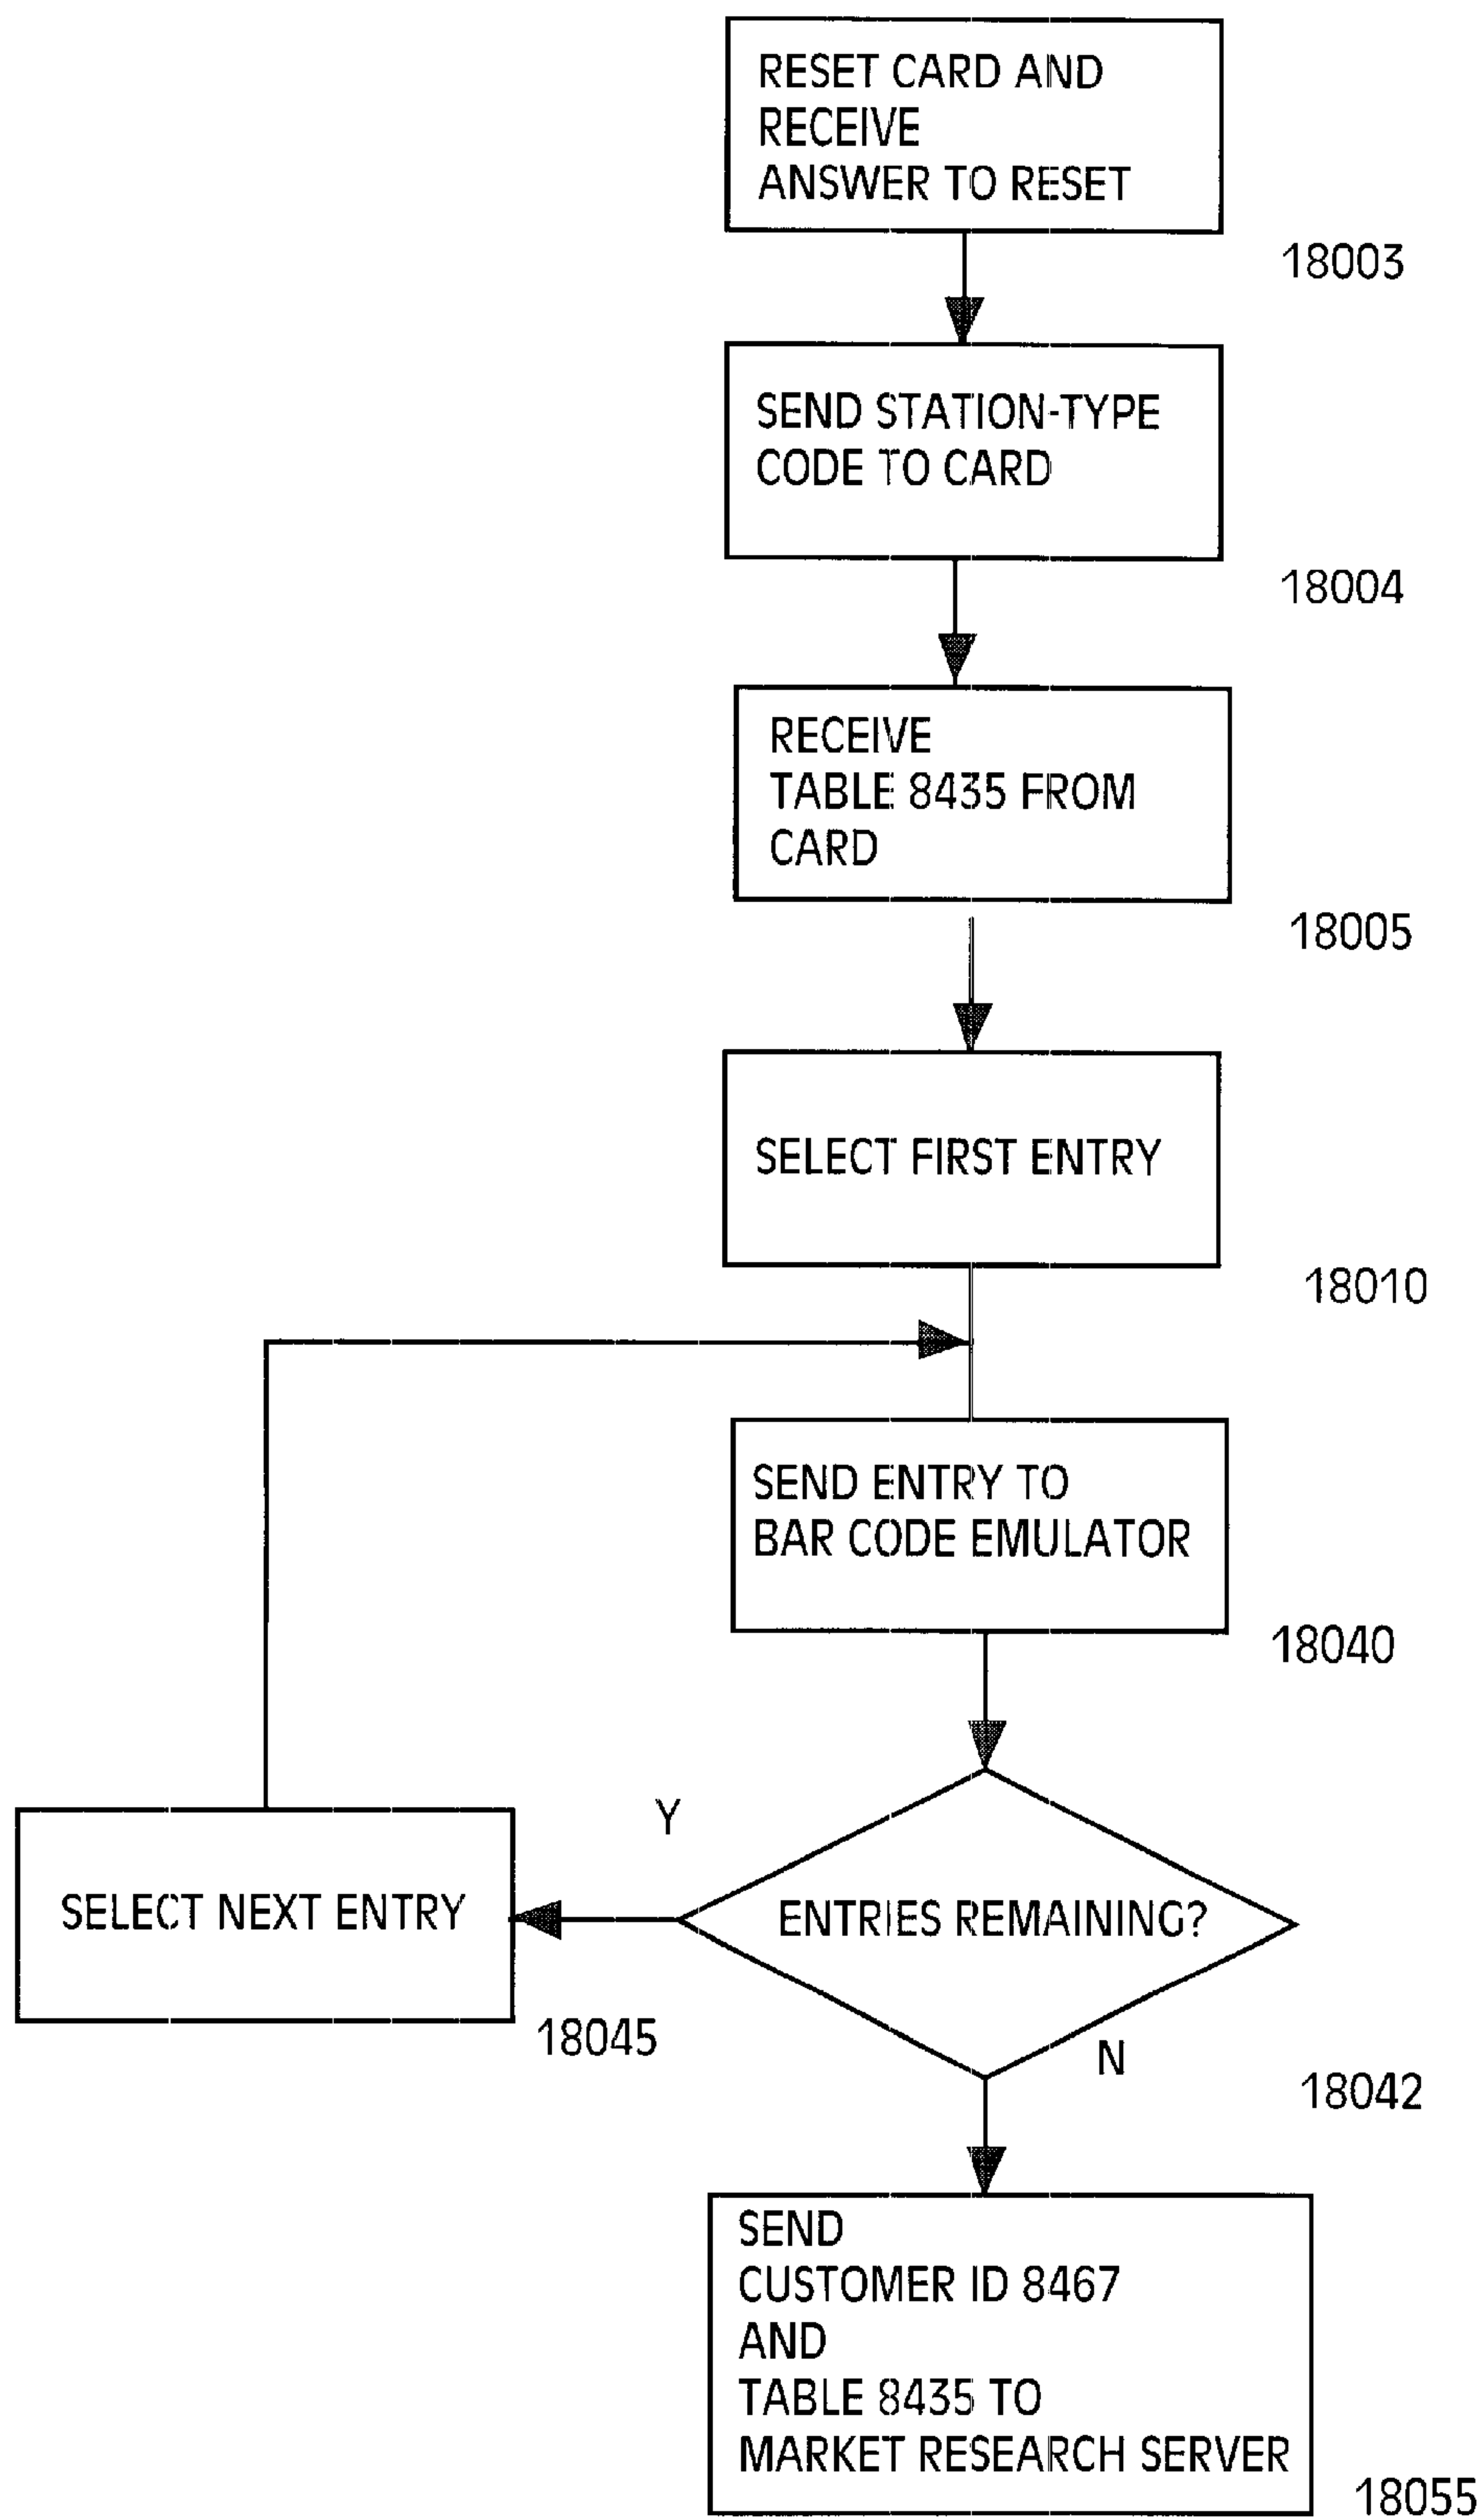 RESET CARD AND
RECEIVE
ANSWER TO RESET
18003
SEND STATION-TYPE
CODE TO CARD
18004
RECEIVE
TABLE 8435 FROM
CARD
18005
SELECT FIRST ENTRY
18010
SEND ENTRY TO
BAR CODE EMULATOR
18040
Y
SELECT NEXT ENTRY
ENTRIES REMAINING?
18045
N
18042
SEND
CUSTOMER ID 8467
AND
TABLE 8435 TO
MARKET RESEARCH SERVER
18055